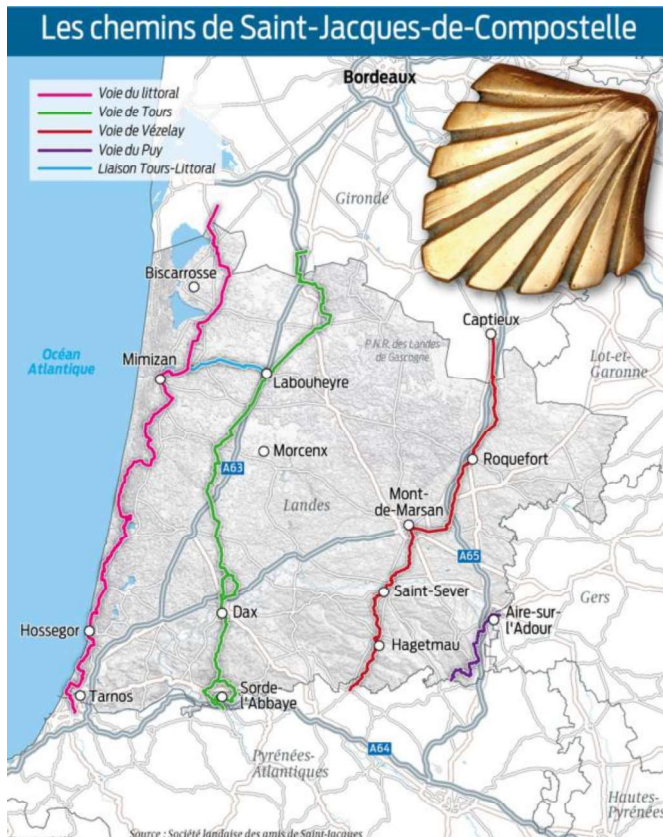 Les chemins de Saint-Jacques-de-Compostelle
Voie du littoral
Voie de Tours
Voie de Vézelay
Voie du Puy
Liaison Tours-Littoral
Bordeaux
Gironde
Biscarrosse
Captieux
Océan
Atlantique
P.N.R. des Landes
de Gascogne
Lot-et-
Garonne
Mimizan
Labouheyre
Morcenx
Roquefort
A63
Landes
Mont-
de-Marsan
A65
Saint-Sever
Gers
Aire-sur-
l'Adour
Dax
Hossegor
Hagetmau
Tarnos
Sorde-
l'Abbaye
A64
Pyrénées-
Atlantiques
Hautes-
Pyrénées
Source : Société landaise des amis de Saint-Jacques